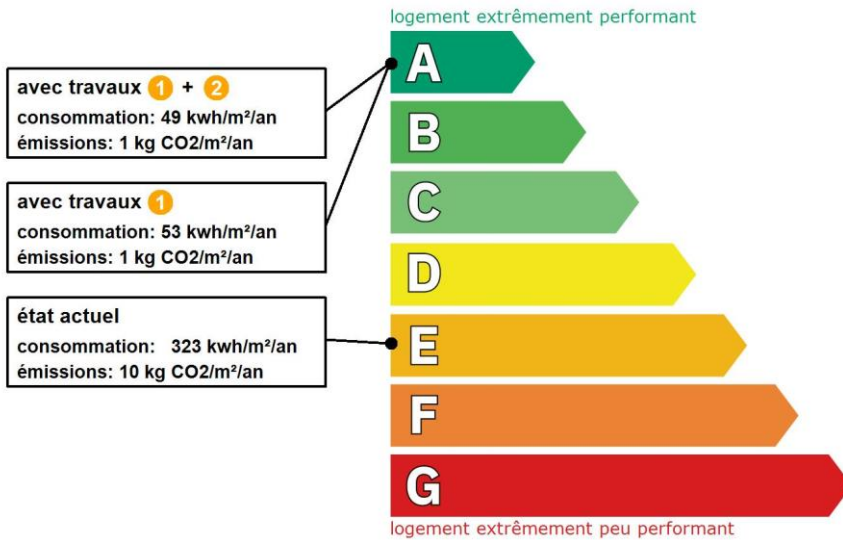 logement extrêmement performant
avec travaux 1 + 2
consommation: 49 kwh/m²/an
émissions: 1 kg CO2/m²/an
avec travaux 1
consommation: 53 kwh/m²/an
émissions: 1 kg CO2/m²/an
état actuel
consommation: 323 kwh/m²/an
émissions: 10 kg CO2/m²/an
A
B
C
D
E
F
G
logement extrêmement peu performant